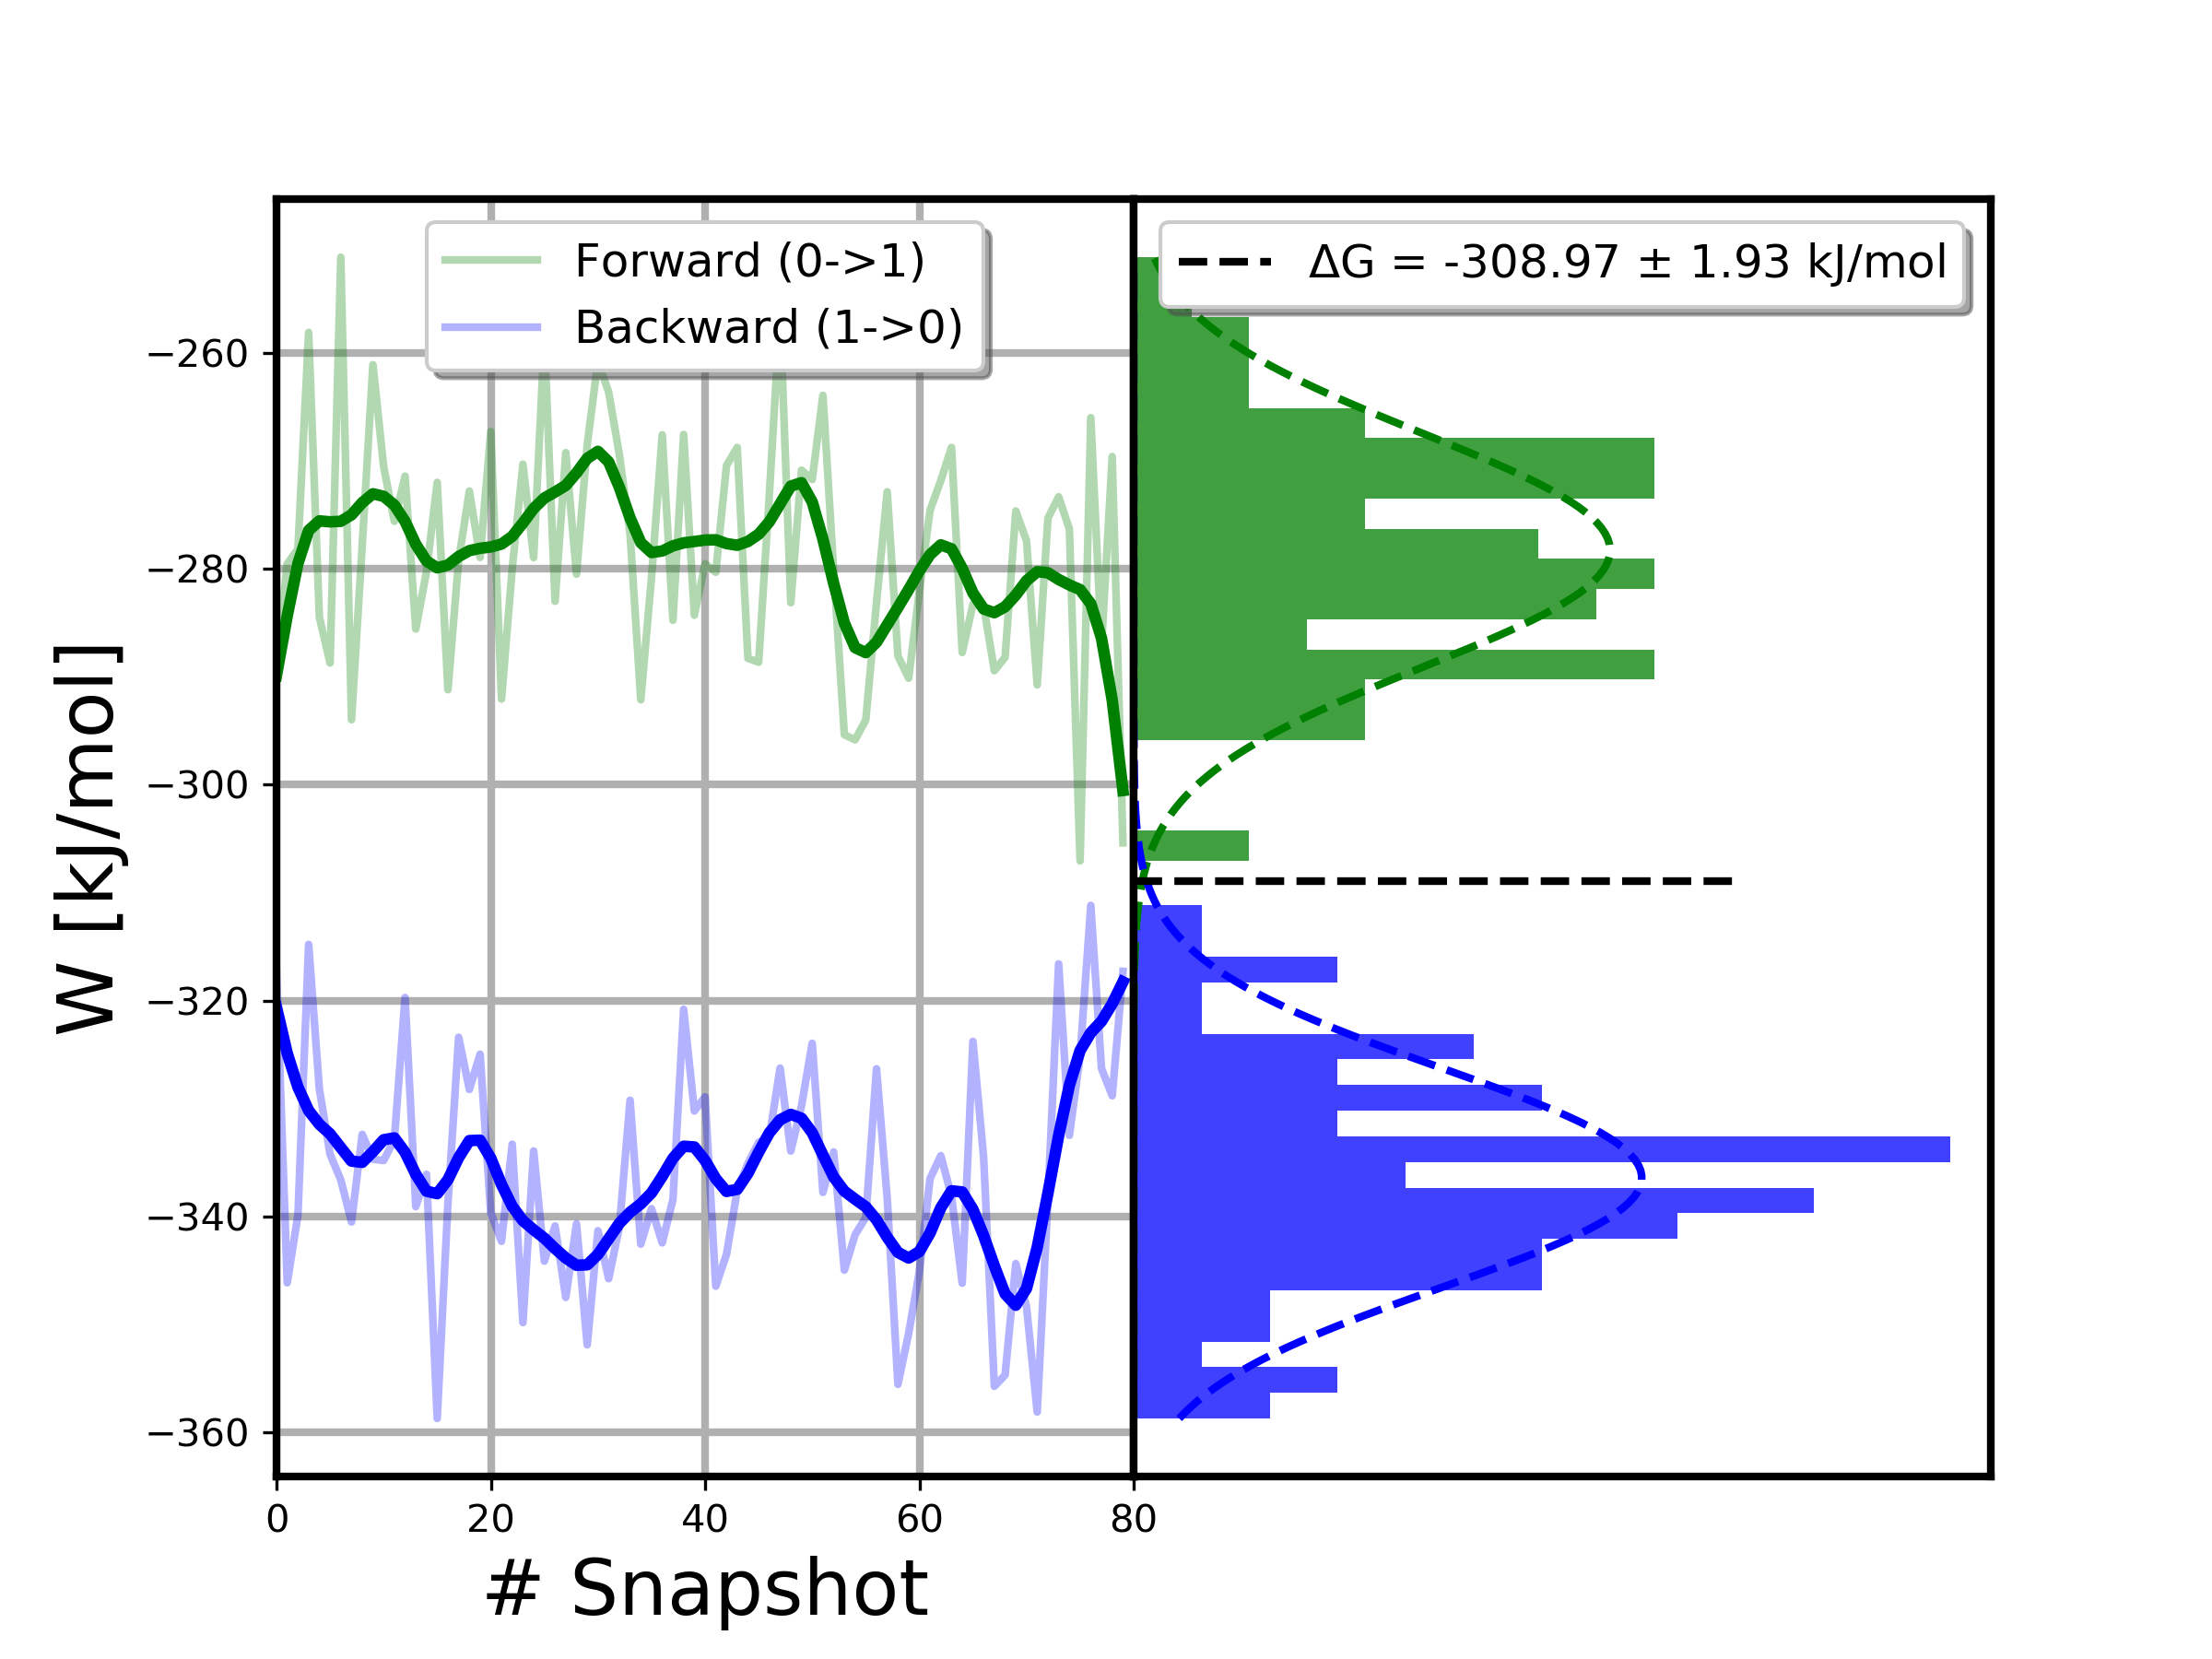 Forward (0->1)
Backward (1->0)
ΔG = -308.97 ± 1.93 kJ/mol
W [kJ/mol]
−260
−280
−300
−320
−340
−360
0 20 40 60 80
# Snapshot